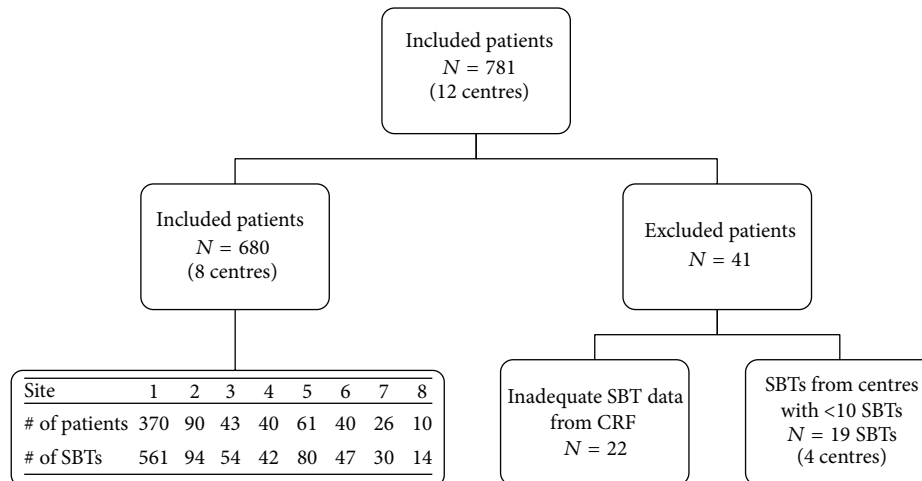 Included patients
N = 781
(12 centres)
Included patients
N = 680
(8 centres)
Excluded patients
N = 41
Site 1 2 3 4 5 6 7 8
# of patients 370 90 43 40 61 40 26 10
# of SBTs 561 94 54 42 80 47 30 14
Inadequate SBT data
from CRF
N = 22
SBTs from centres
with <10 SBTs
N = 19 SBTs
(4 centres)